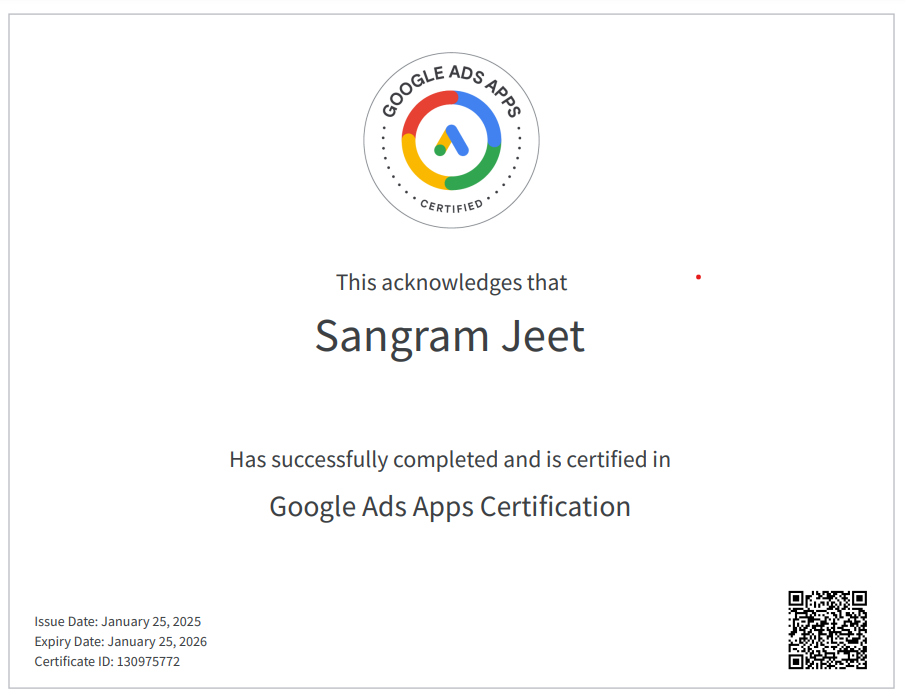 GOOGLE ADS APPS
CERTIFIED
This acknowledges that
Sangram Jeet
Has successfully completed and is certified in
Google Ads Apps Certification
Issue Date: January 25, 2025
Expiry Date: January 25, 2026
Certificate ID: 130975772